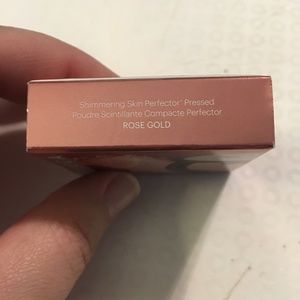 Shimmering Skin Perfector® Pressed
Poudre Scintillante Compacte Perfector
ROSE GOLD